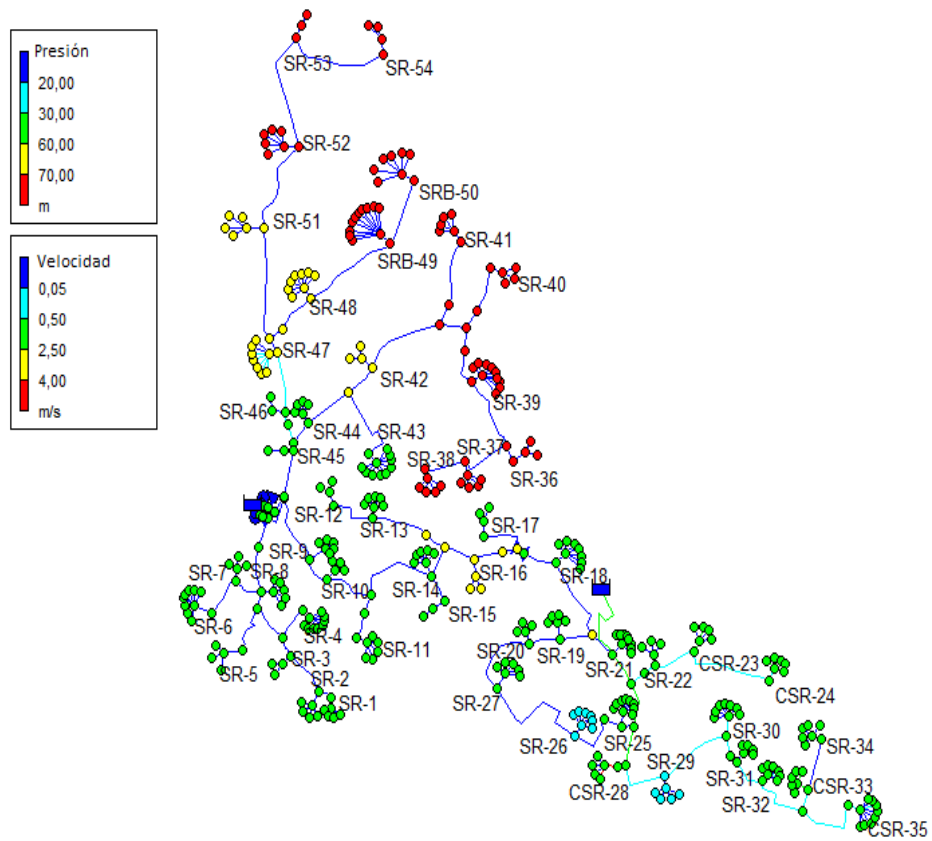 Presión
20,00
30,00
60,00
70,00
m
Velocidad
0,05
0,50
2,50
4,00
m/s
SR-53
SR-54
SR-52
SRB-50
SR-51
SR-41
SRB-49
SR-40
SR-48
SR-47
SR-42
SR-39
SR-46
SR-44
SR-43
SR-45
SR-37
SR-38
SR-36
SR-12
SR-13
SR-17
SR-9
SR-16
SR-8
SR-7
SR-18
SR-10
SR-14
SR-15
SR-6
SR-4
SR-11
SR-20
SR-19
SR-3
SR-21
SR-5
SR-22
CSR-23
SR-2
SR-27
CSR-24
SR-1
SR-26
SR-25
SR-30
SR-34
SR-29
SR-31
CSR-28
CSR-33
SR-32
CSR-35